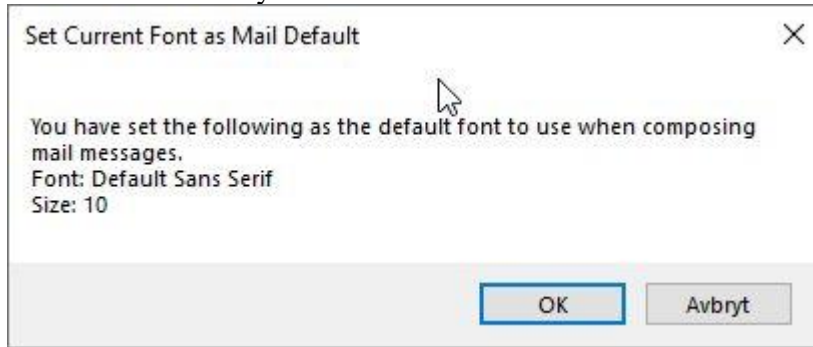 Set Current Font as Mail Default
You have set the following as the default font to use when composing
mail messages.
Font: Default Sans Serif
Size: 10
OK Avbryt